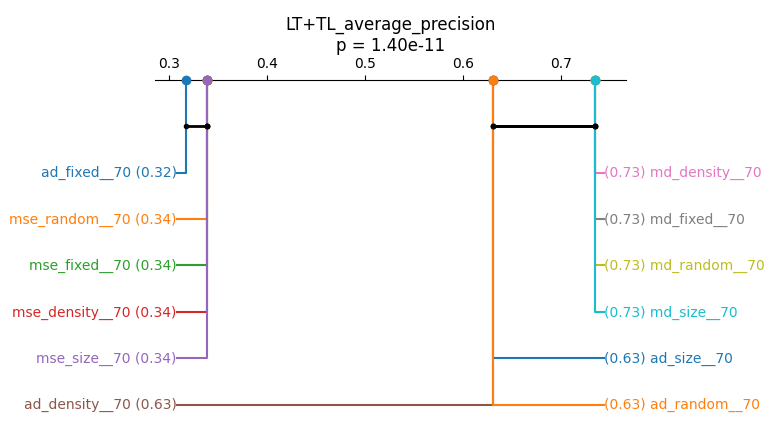 LT+TL_average_precision
p = 1.40e-11
0.3 0.4 0.5 0.6 0.7
ad_fixed__70 (0.32)
(0.73) md_density__70
mse_random__70 (0.34)
(0.73) md_fixed__70
mse_fixed__70 (0.34)
(0.73) md_random__70
mse_density__70 (0.34)
(0.73) md_size__70
mse_size__70 (0.34)
(0.63) ad_size__70
ad_density__70 (0.63)
(0.63) ad_random__70